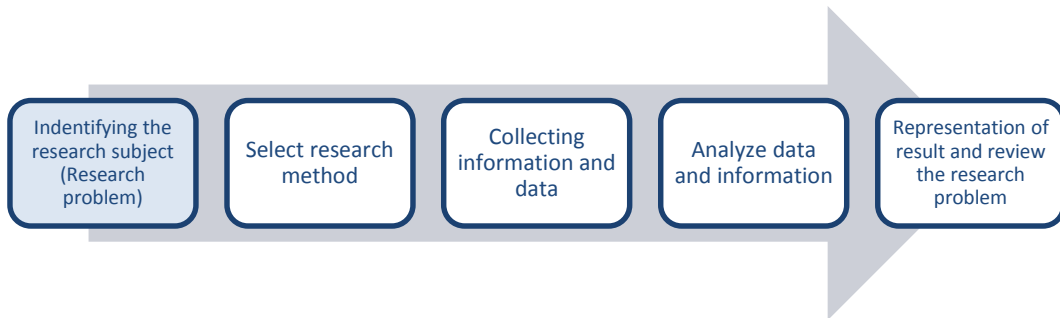 Indentifying the
research subject
(Research
problem)
Select research
method
Collecting
information and
data
Analyze data
and information
Representation of
result and review
the research
problem